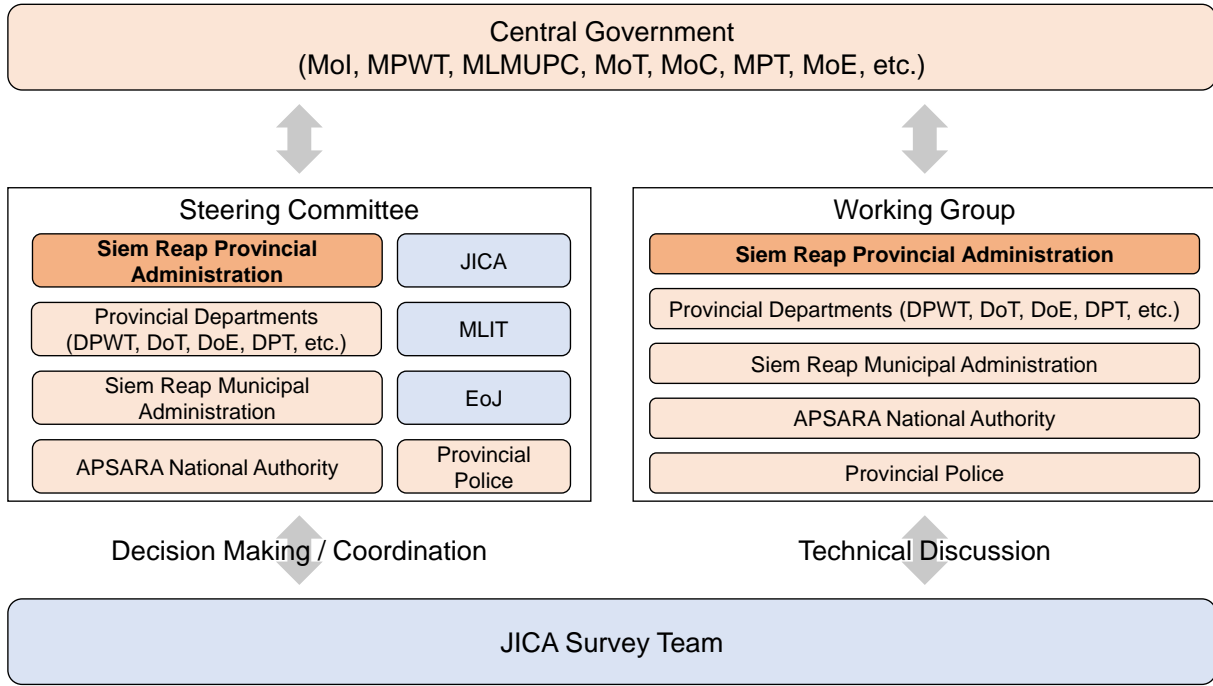 Central Government
(MoI, MPWT, MLMUPC, MoT, MoC, MPT, MoE, etc.)
Steering Committee
Siem Reap Provincial
Administration
JICA
Provincial Departments
(DPWT, DoT, DoE, DPT, etc.)
MLIT
Siem Reap Municipal
Administration
EoJ
APSARA National Authority
Provincial
Police
Working Group
Siem Reap Provincial Administration
Provincial Departments (DPWT, DoT, DoE, DPT, etc.)
Siem Reap Municipal Administration
APSARA National Authority
Provincial Police
Decision Making / Coordination
Technical Discussion
JICA Survey Team